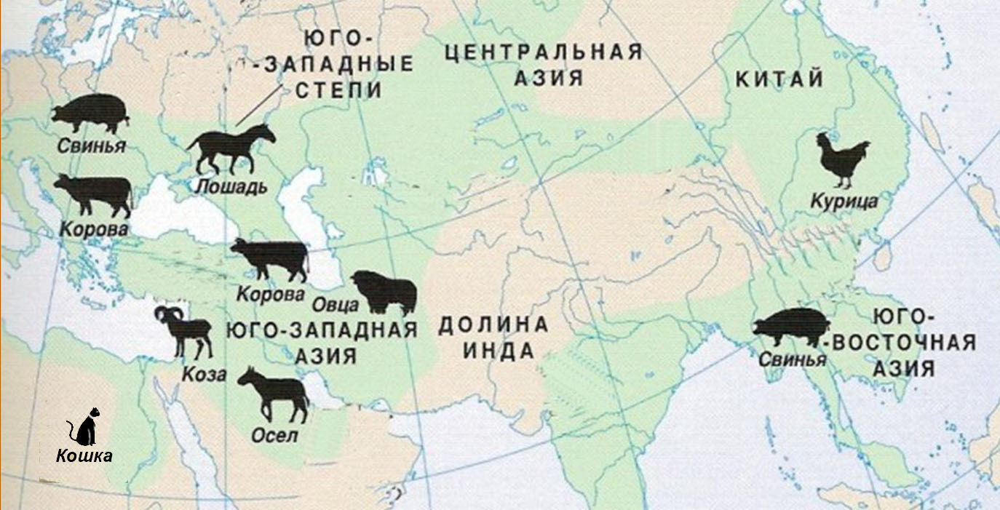 ЮГО-
-ЗАПАДНЫЕ
СТЕПИ
ЦЕНТРАЛЬНАЯ
АЗИЯ
КИТАЙ
Свинья
Лошадь
Корова
Курица
Корова
Овца
ЮГО-ЗАПАДНАЯ
АЗИЯ
ДОЛИНА
ИНДА
ЮГО-
-ВОСТОЧНАЯ
АЗИЯ
Свинья
Коза
Осел
Кошка